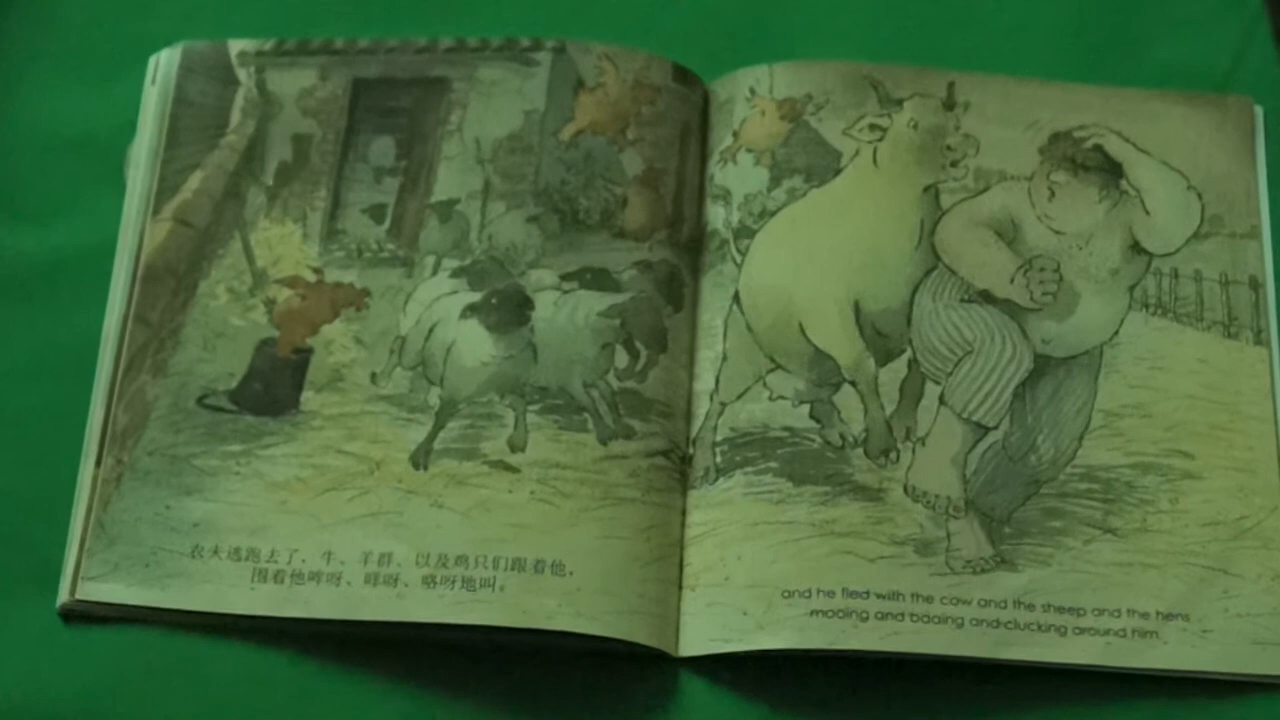 农夫逃跑去了、牛、羊群、以及鸡只们跟着他，
围着他哞呀、咩呀、咯呀地叫。
and he fled with the cow and the sheep and the hens
mooing and baaing and clucking around him.